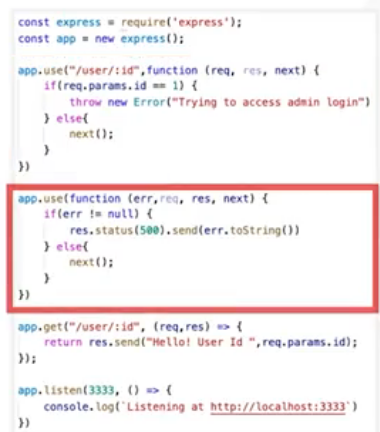 const express = require('express');
const app = new express();
app.use("/user/:id",function (req, res, next) {
if(req.params.id == 1) {
throw new Error("Trying to access admin login")
} else{
next();
}
})
app.use(function (err,req, res, next) {
if(err != null) {
res.status(500).send(err.toString())
} else{
next();
}
})
app.get("/user/:id", (req,res) => {
return res.send("Hello! User Id ",req.params.id);
});
app.listen(3333, () => {
console.log(`Listening at http://localhost:3333`)
})